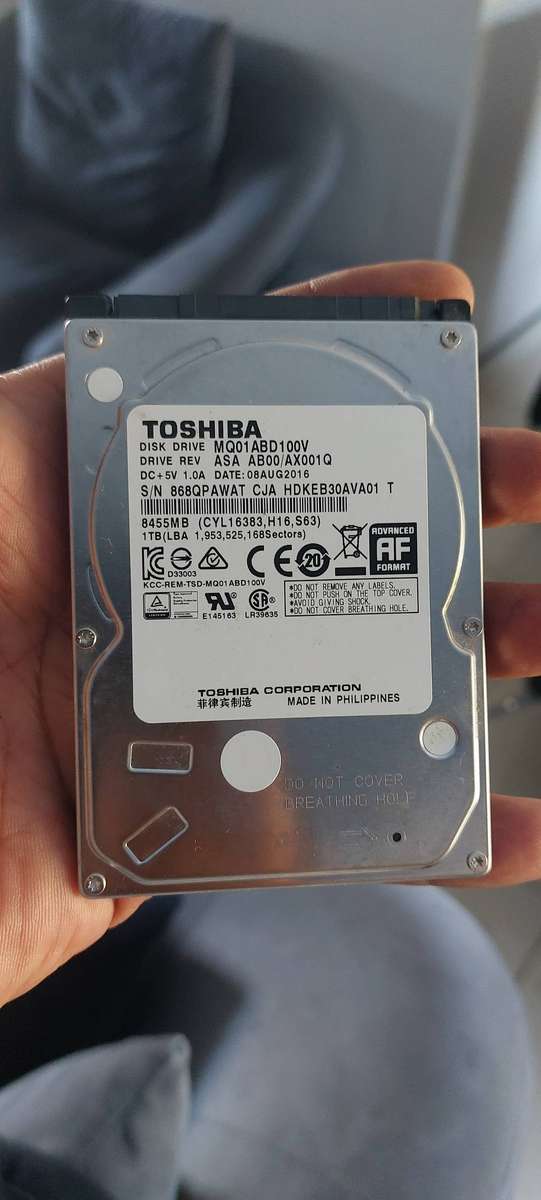 TOSHIBA
DISK DRIVE MQ01ABD100V
DRIVE REV ASA AB00/AX001Q
DC+5V 1.0A DATE:08AUG2016
S/N 868QPAWAT CJA HDKEB30AVA01 T
8455MB (CYL16383,H16,S63)
1TB(LBA 1,953,525,168Sectors)
D33003
KCC-REM-TSD-MQ01ABD100V
CE
20
ADVANCED
AF
FORMAT
E145163
LR39635
*DO NOT REMOVE ANY LABELS.
*DO NOT PUSH ON THE TOP COVER.
*AVOID GIVING SHOCK.
*DO NOT COVER BREATHING HOLE.
TOSHIBA CORPORATION
菲律宾制造 MADE IN PHILIPPINES
DO NOT COVER
BREATHING HOLE